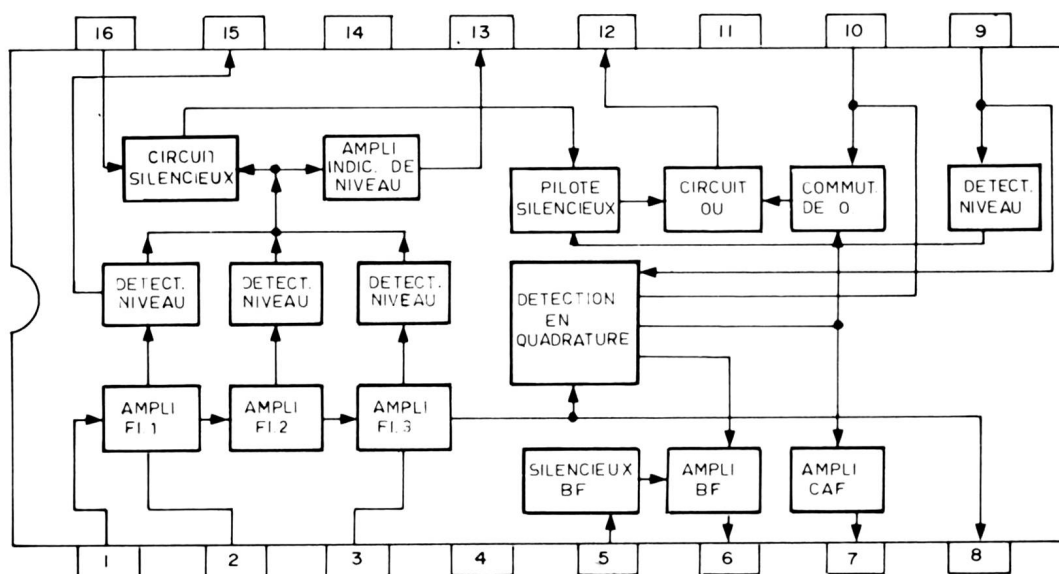 16 15 14 13 12 11 10 9
CIRCUIT
SILENCIEUX
AMPLI
INDIC. DE
NIVEAU
PILOTE
SILENCIEUX
CIRCUIT
OU
COMMUT.
DE 0
DETECT.
NIVEAU
DETECT.
NIVEAU
DETECT.
NIVEAU
DETECT.
NIVEAU
DETECTION
EN
QUADRATURE
AMPLI
FI.1
AMPLI
FI.2
AMPLI
FI.3
SILENCIEUX
BF
AMPLI
BF
AMPLI
CAF
1 2 3 4 5 6 7 8